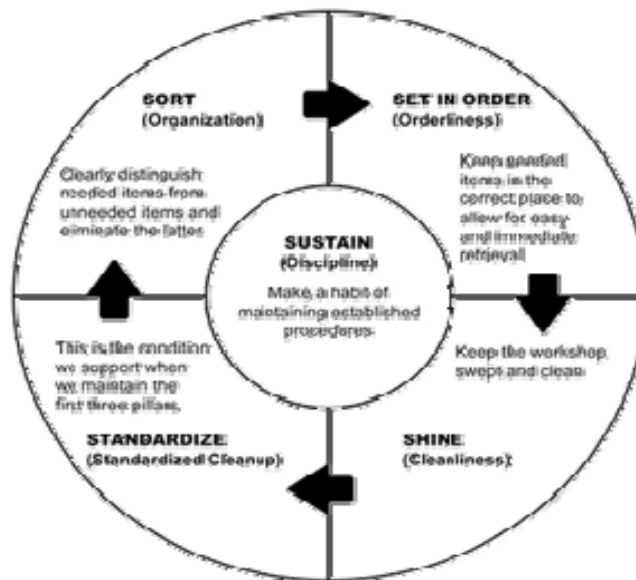 SORT
(Organization)
Clearly distinguish
needed items from
unneeded items and
eliminate the latter
SET IN ORDER
(Orderliness)
Keep needed
items in the
correct place to
allow for easy
and immediate
retrieval
SUSTAIN
(Discipline)
Make a habit of
maintaining established
procedures
This is the condition
we support when
we maintain the
first three pillars
STANDARDIZE
(Standardized Cleanup)
Keep the workshop
swept and clean
SHINE
(Cleanliness)